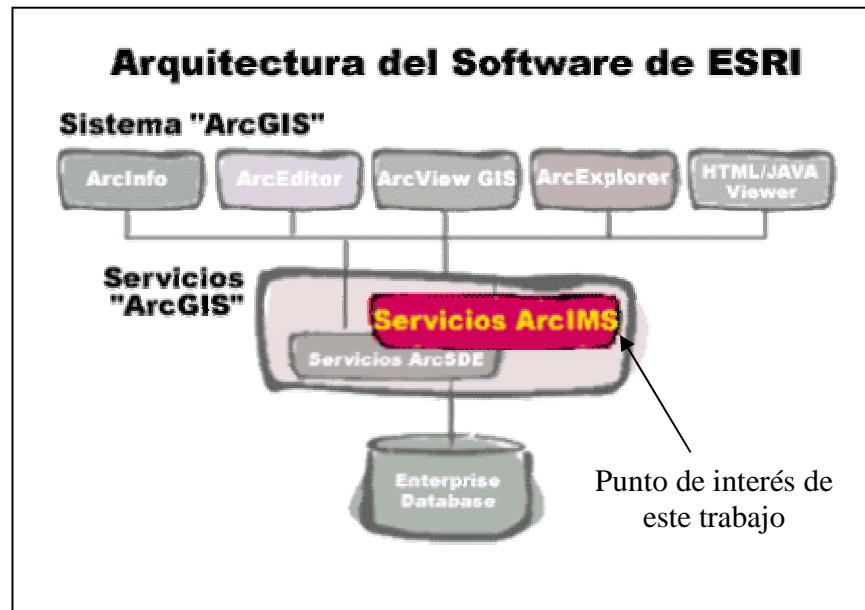 Arquitectura del Software de ESRI
Sistema "ArcGIS"
ArcInfo
ArcEditor
ArcView GIS
ArcExplorer
HTML/JAVA
Viewer
Servicios
"ArcGIS"
Servicios ArcIMS
Servicios ArcSDE
Enterprise
Database
Punto de interés de
este trabajo